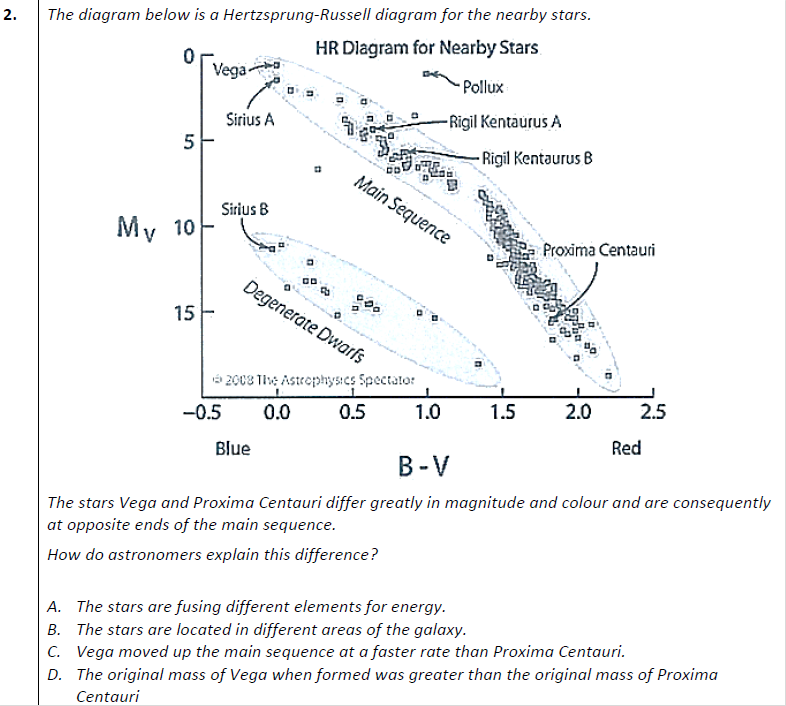 2.
The diagram below is a Hertzsprung-Russell diagram for the nearby stars.
HR Diagram for Nearby Stars
0
Vega
Pollux
Sirius A
Rigil Kentaurus A
5
Rigil Kentaurus B
Main Sequence
Sirius B
Mv 10
Proxima Centauri
15
Degenerate Dwarfs
© 2008 The Astrophysics Spectator
-0.5 0.0 0.5 1.0 1.5 2.0 2.5
Blue Red
B - V
The stars Vega and Proxima Centauri differ greatly in magnitude and colour and are consequently
at opposite ends of the main sequence.
How do astronomers explain this difference?
A. The stars are fusing different elements for energy.
B. The stars are located in different areas of the galaxy.
C. Vega moved up the main sequence at a faster rate than Proxima Centauri.
D. The original mass of Vega when formed was greater than the original mass of Proxima
Centauri